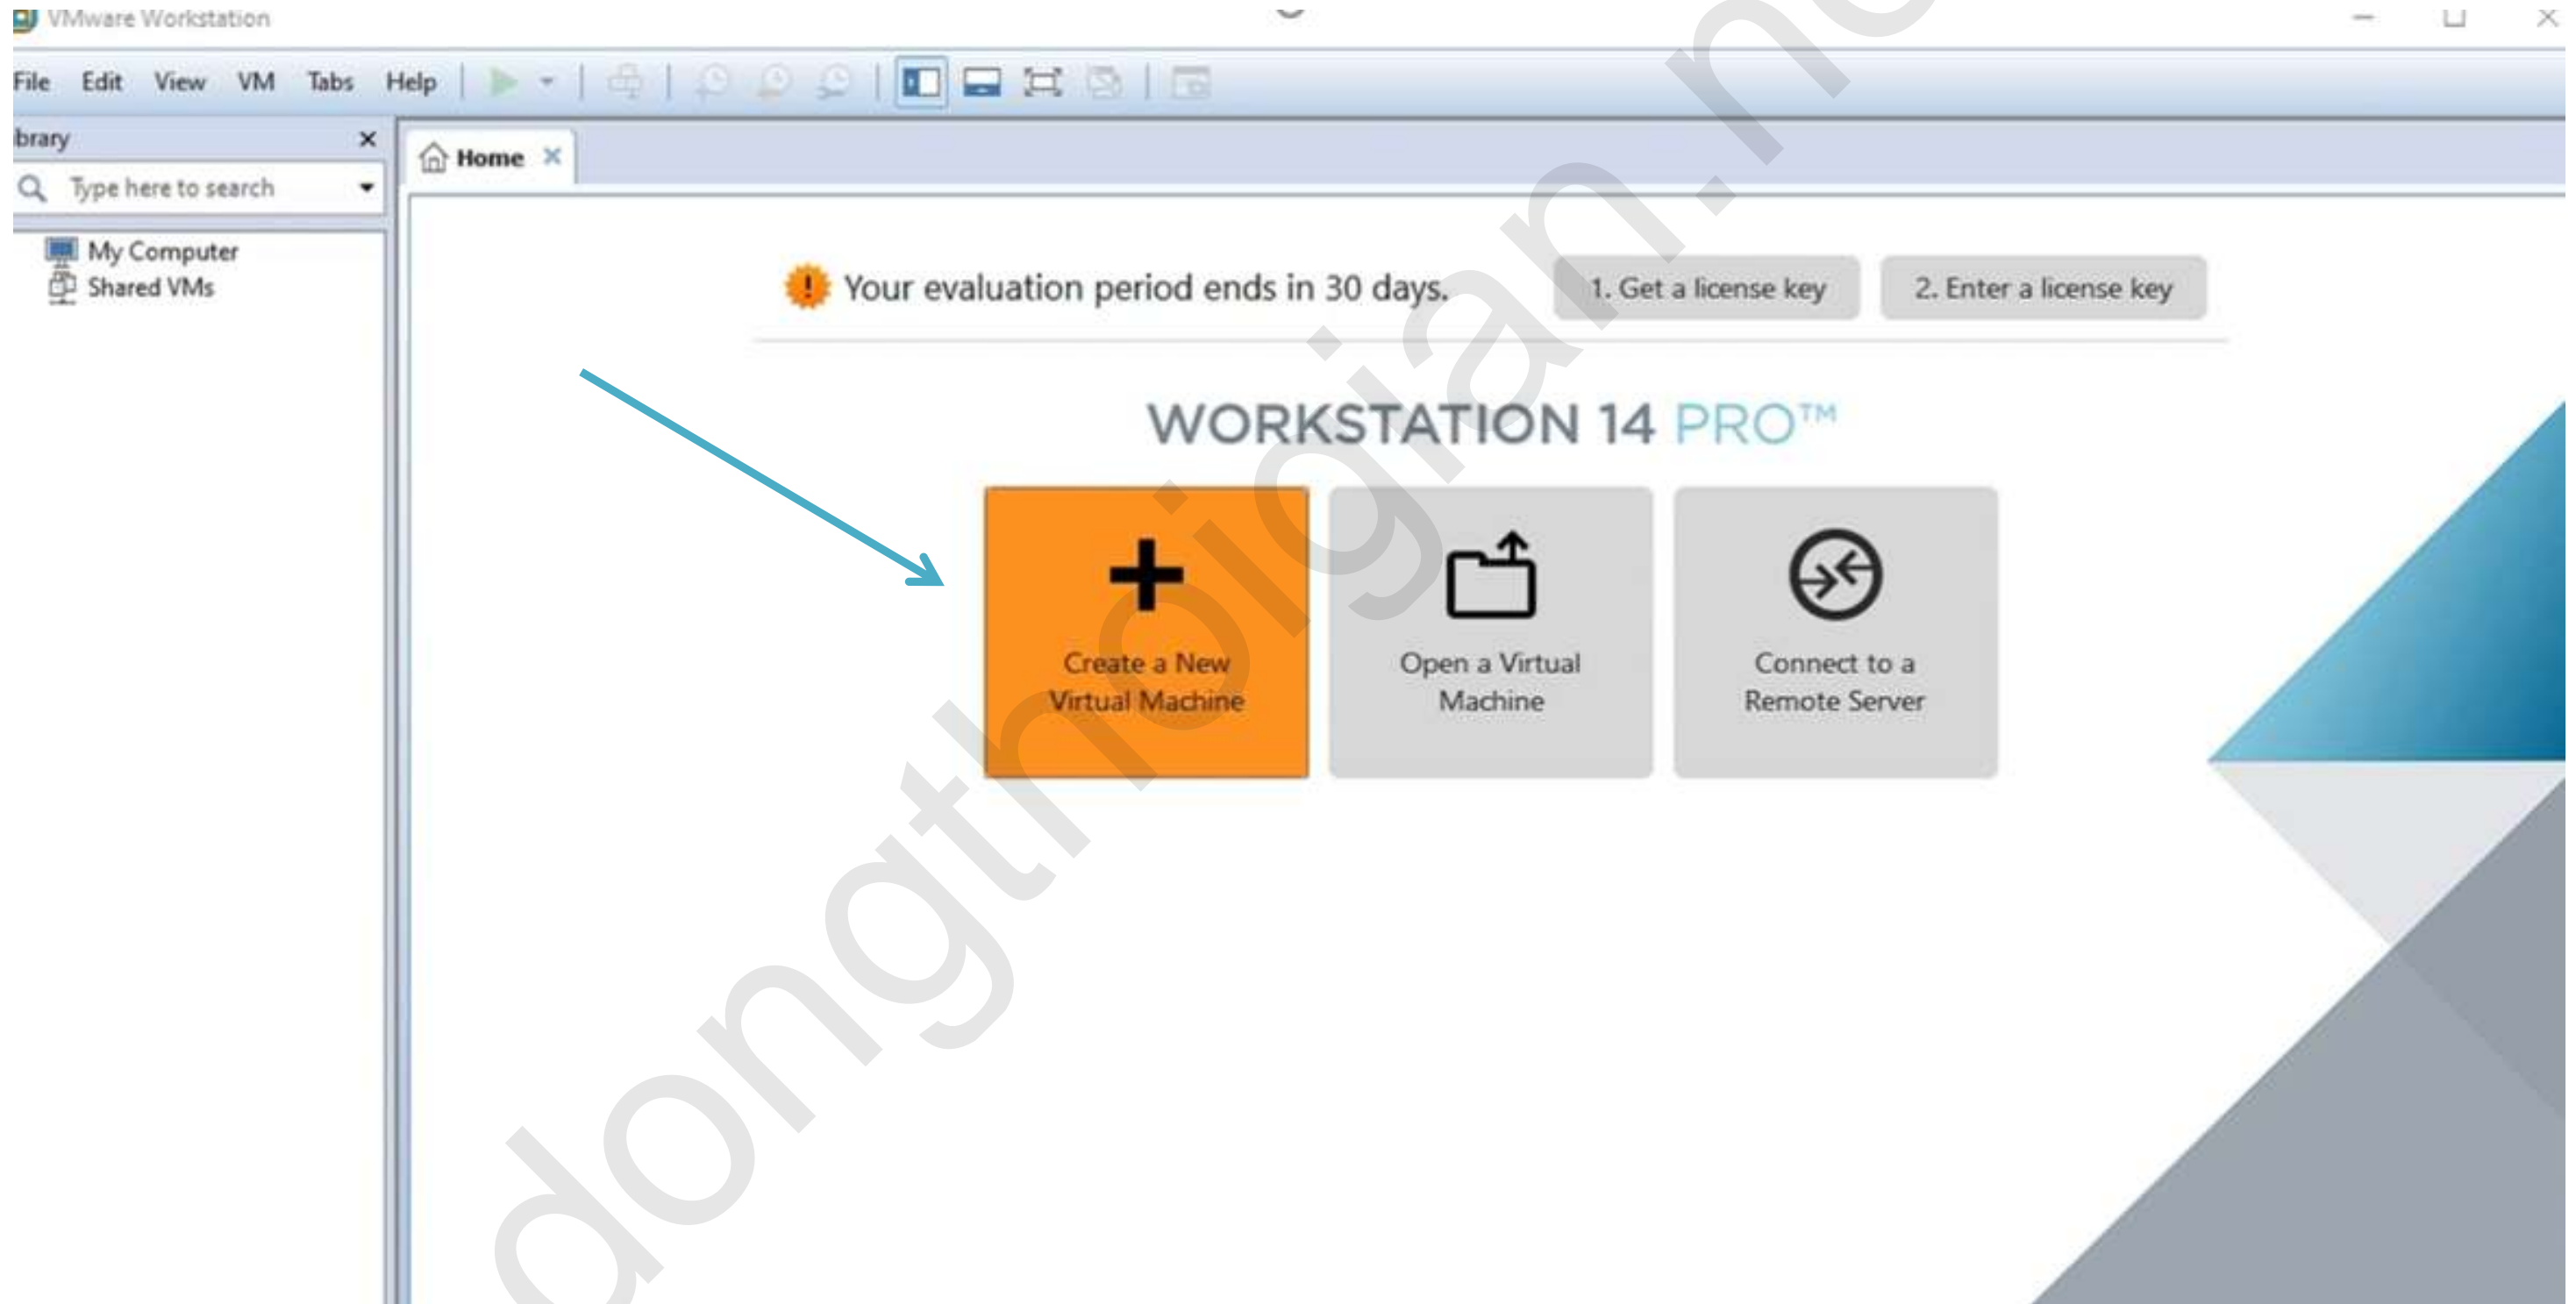 VMware Workstation
File Edit View VM Tabs Help
brary
Type here to search
My Computer
Shared VMs
Home
Your evaluation period ends in 30 days.
1. Get a license key
2. Enter a license key
WORKSTATION 14 PRO™
Create a New
Virtual Machine
Open a Virtual
Machine
Connect to a
Remote Server
dongthoigian.ne